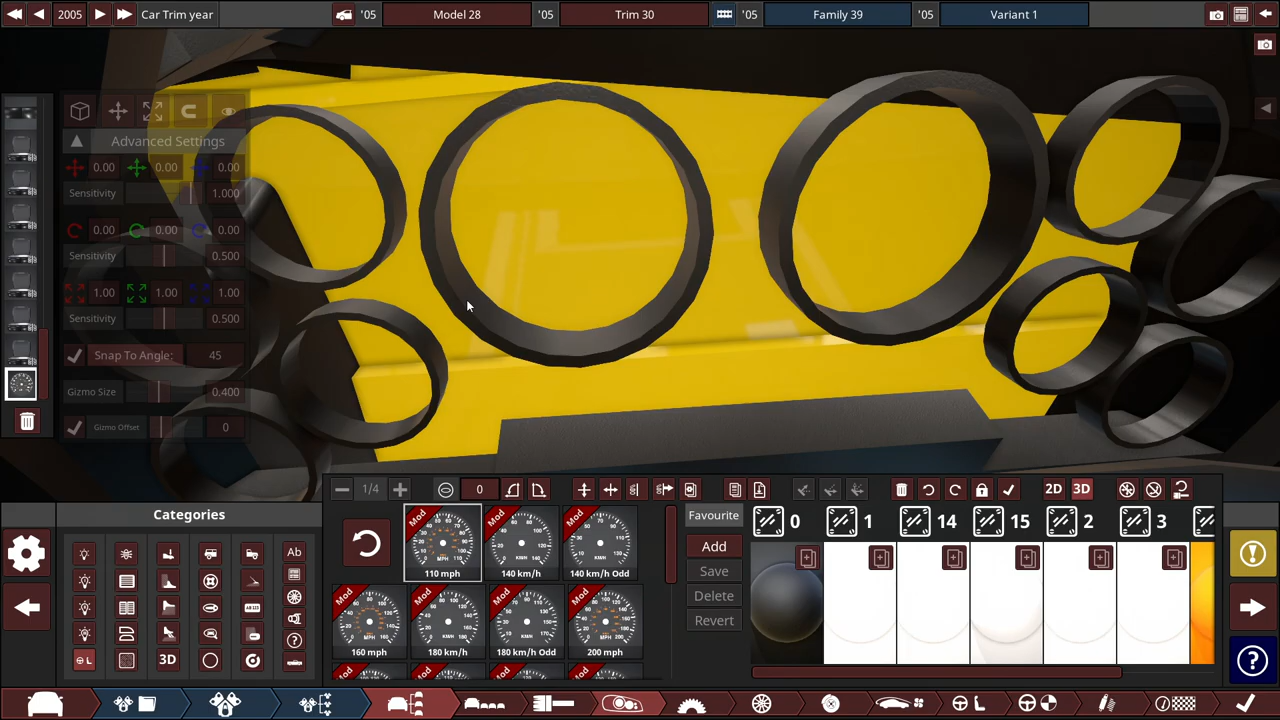 2005 Car Trim year '05 Model 28 '05 Trim 30 '05 Family 39 '05 Variant 1
Advanced Settings
0.00 0.00 0.00
Sensitivity 1.000
0.00 0.00 0.00
Sensitivity 0.500
1.00 1.00 1.00
Sensitivity 0.500
Snap To Angle: 45
Gizmo Size 0.400
Gizmo Offset 0
1/4 0 2D 3D
Categories
Ab
3D
L
Mod 110 mph
Mod 140 km/h
Mod 140 km/h Odd
Mod 160 mph
Mod 180 km/h
Mod 180 km/h Odd
Mod 200 mph
Favourite
Add
Save
Delete
Revert
0 1 14 15 2 3